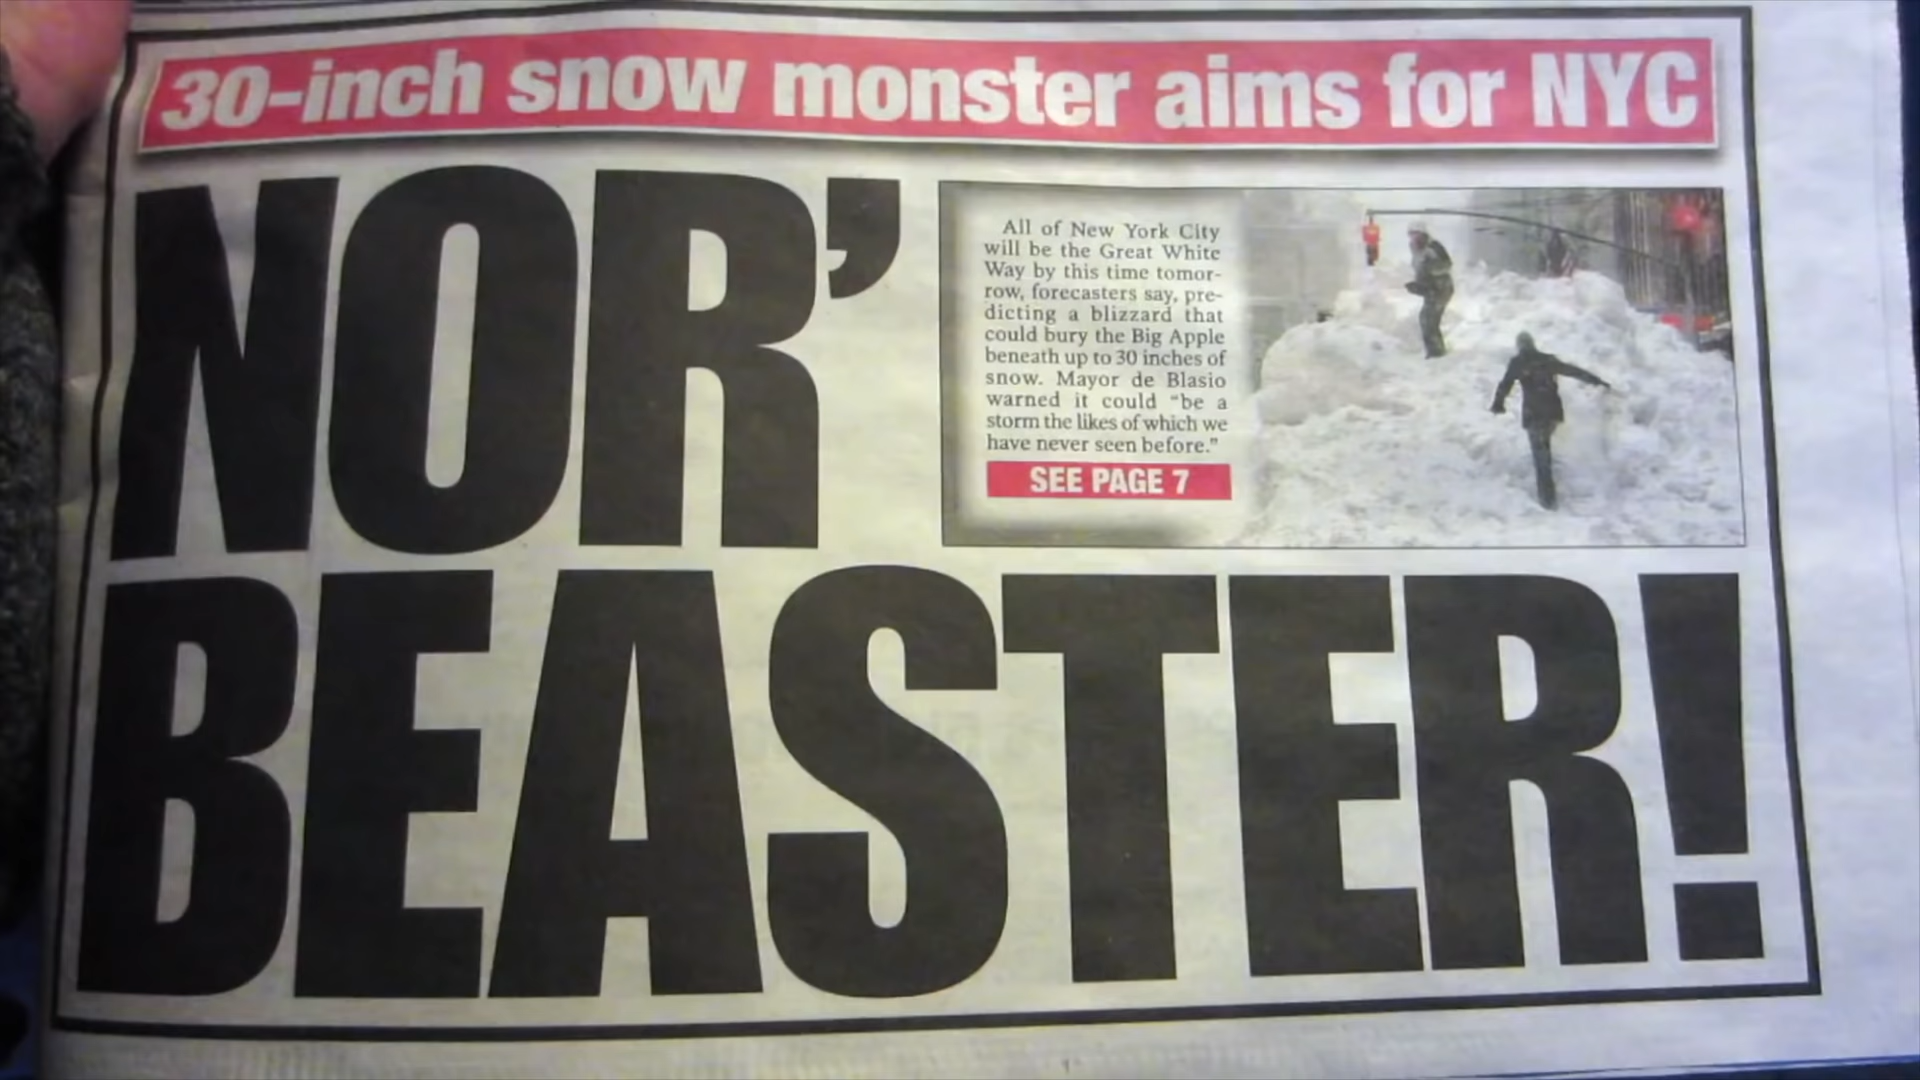 30-inch snow monster aims for NYC
NOR'
All of New York City
will be the Great White
Way by this time tomor-
row, forecasters say, pre-
dicting a blizzard that
could bury the Big Apple
beneath up to 30 inches of
snow. Mayor de Blasio
warned it could “be a
storm the likes of which we
have never seen before.”
SEE PAGE 7
BEASTER!